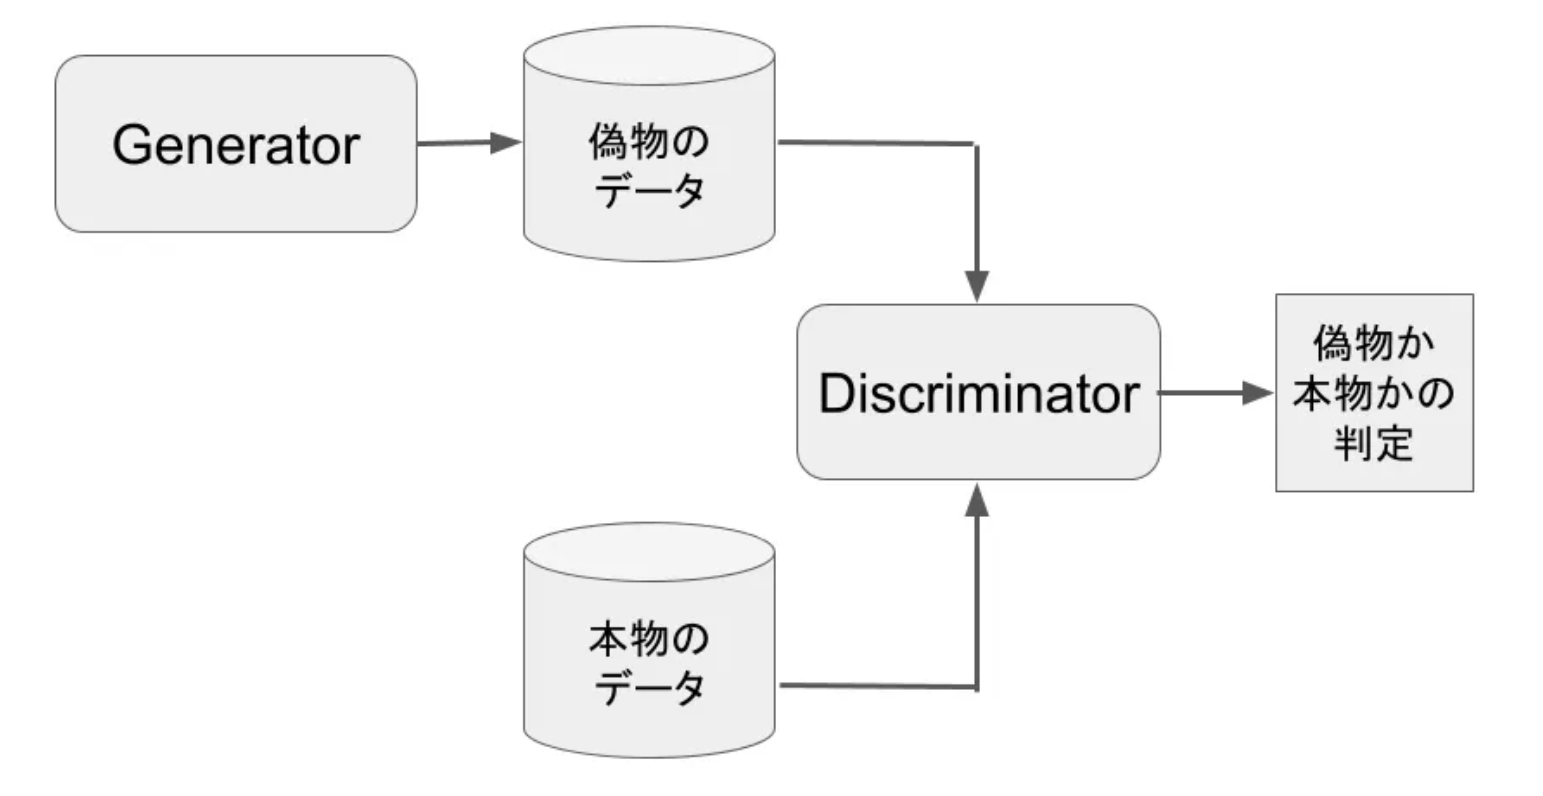 Generator
偽物の
データ
Discriminator
偽物か
本物かの
判定
本物の
データ